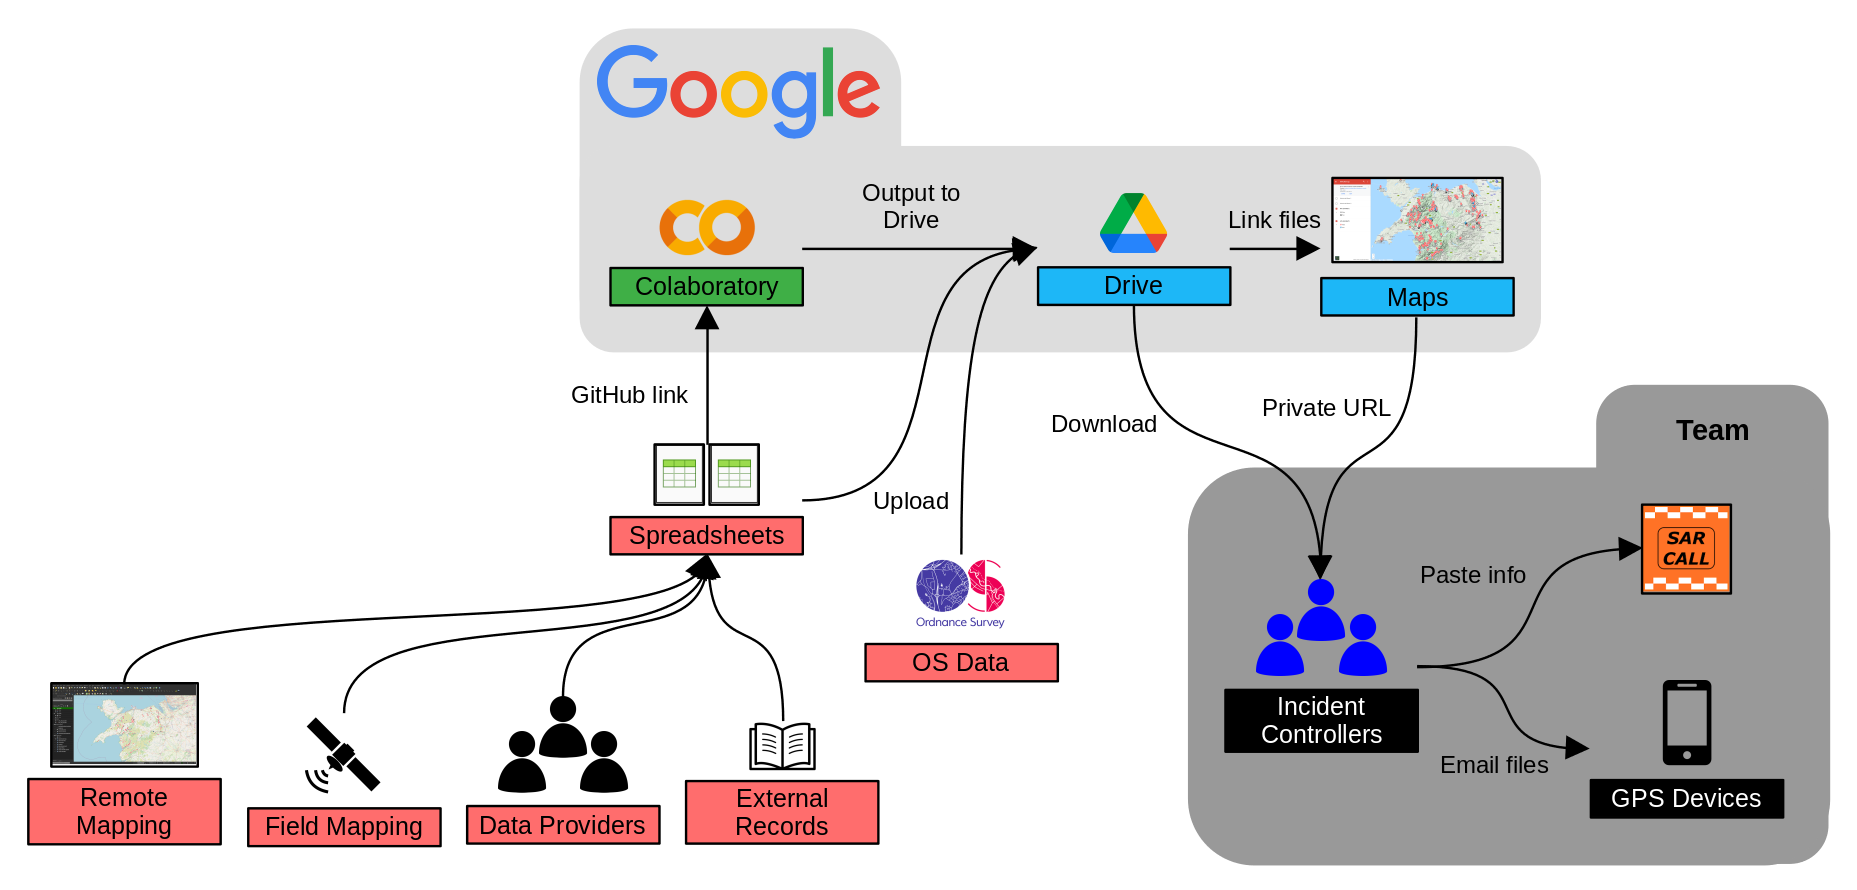 Google
Output to
Drive
Link files
Colaboratory
Drive
Maps
GitHub link
Download
Private URL
Team
Upload
Spreadsheets
SAR
CALL
Paste info
Ordnance Survey
OS Data
Incident
Controllers
Email files
GPS Devices
Remote
Mapping
Field Mapping
Data Providers
External
Records